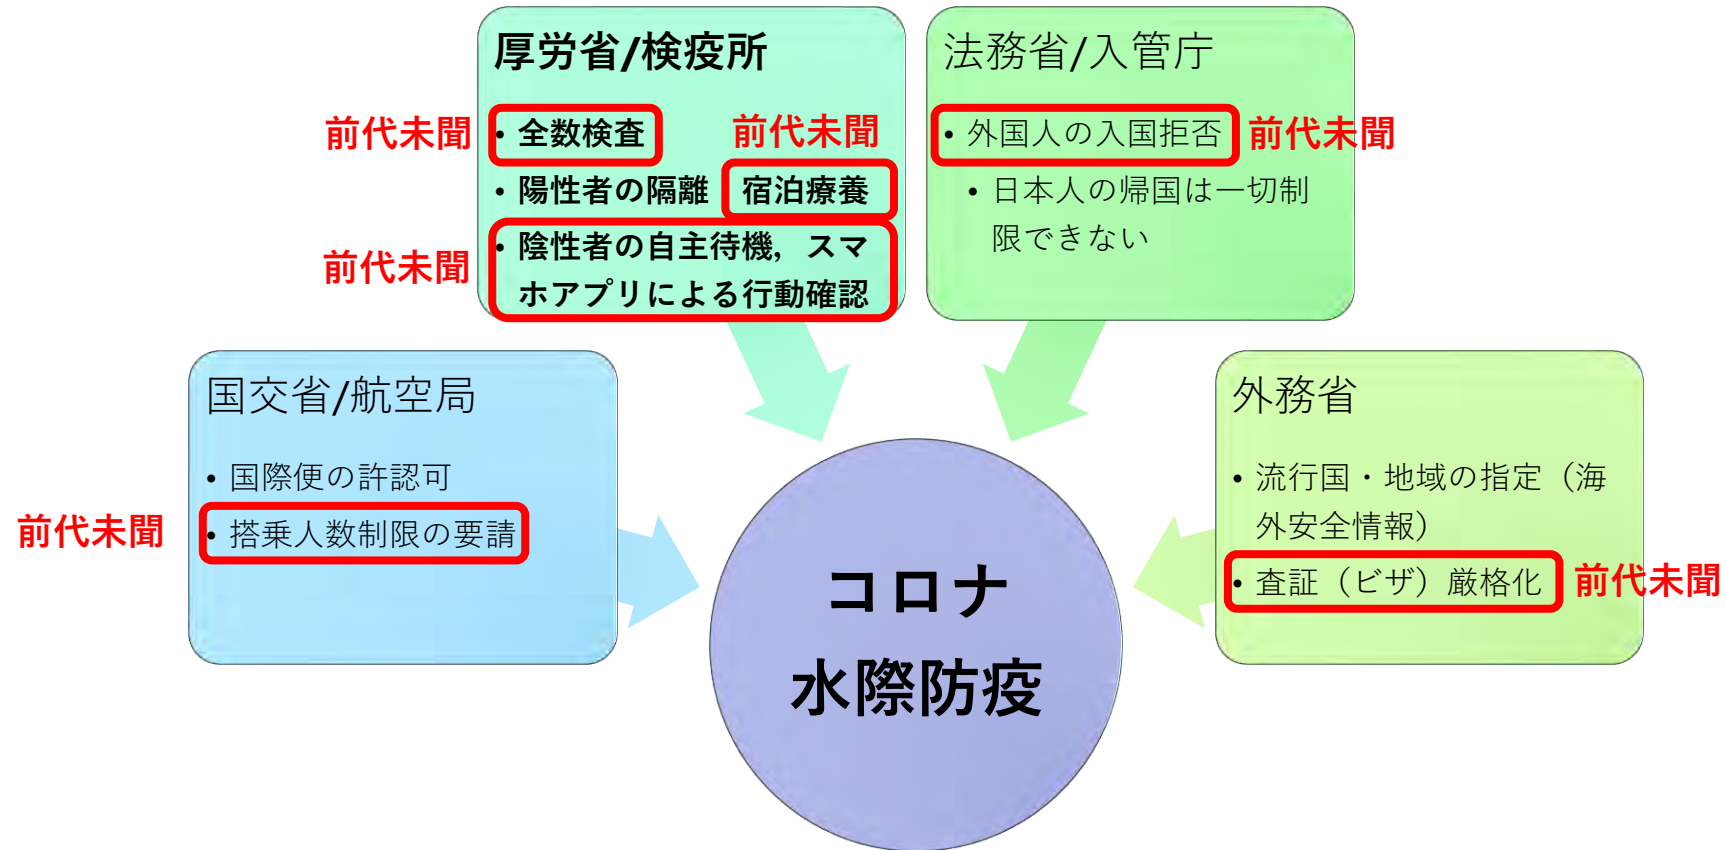 厚労省/検疫所
前代未聞
• 全数検査
前代未聞
• 陽性者の隔離 宿泊療養
前代未聞
• 陰性者の自主待機，スマ
ホアプリによる行動確認
法務省/入管庁
• 外国人の入国拒否
前代未聞
• 日本人の帰国は一切制
限できない
国交省/航空局
• 国際便の許認可
前代未聞
• 搭乗人数制限の要請
外務省
• 流行国・地域の指定（海
外安全情報）
• 査証（ビザ）厳格化
前代未聞
コロナ
水際防疫